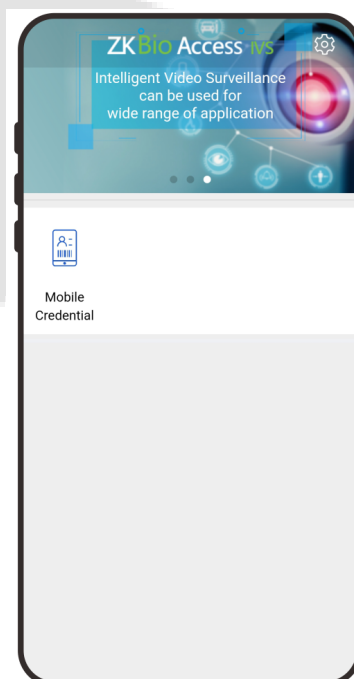 ZKBio Access IVS
Intelligent Video Surveillance
can be used for
wide range of application
Mobile
Credential